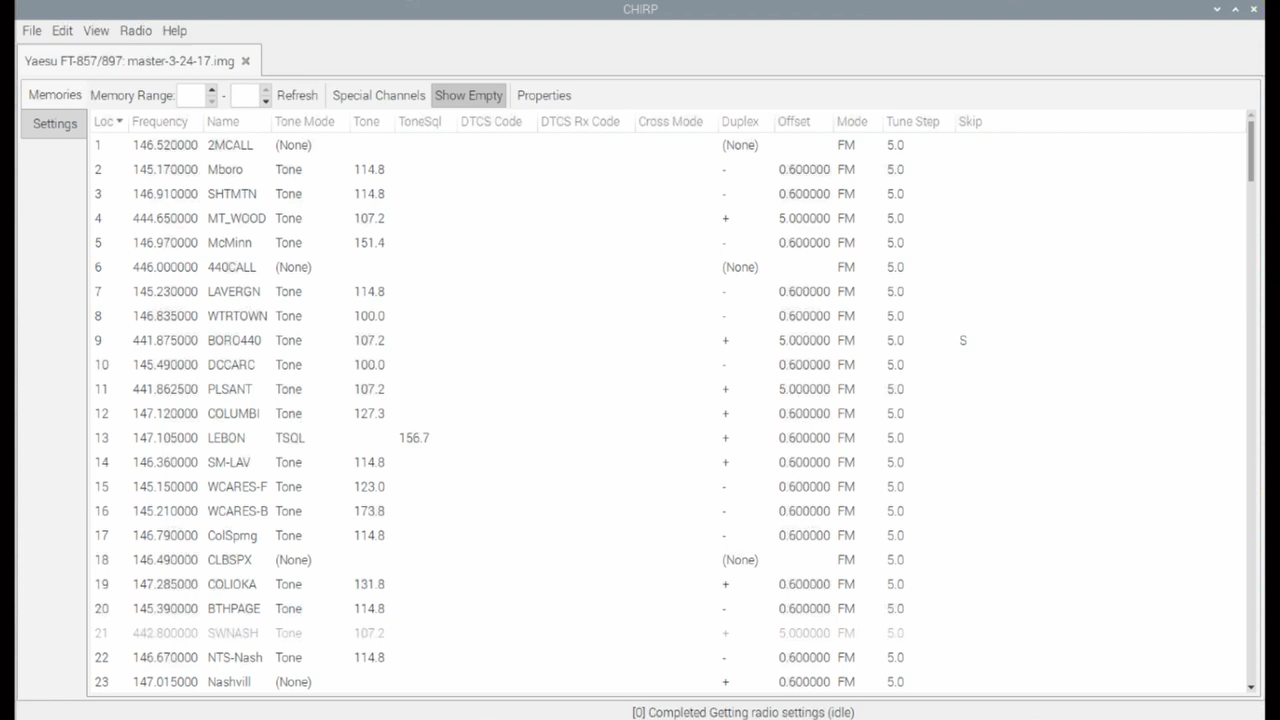 CHIRP
File Edit View Radio Help
Yaesu FT-857/897: master-3-24-17.img
Memories Memory Range: - Refresh Special Channels Show Empty Properties
Settings
Loc Frequency Name Tone Mode Tone ToneSql DTCS Code DTCS Rx Code Cross Mode Duplex Offset Mode Tune Step Skip
1 146.520000 2MCALL (None) (None) FM 5.0
2 145.170000 Mboro Tone 114.8 - 0.600000 FM 5.0
3 146.910000 SHTMTN Tone 114.8 - 0.600000 FM 5.0
4 444.650000 MT_WOOD Tone 107.2 + 5.000000 FM 5.0
5 146.970000 McMinn Tone 151.4 - 0.600000 FM 5.0
6 446.000000 440CALL (None) (None) FM 5.0
7 145.230000 LAVERGN Tone 114.8 - 0.600000 FM 5.0
8 146.835000 WTRTOWN Tone 100.0 - 0.600000 FM 5.0
9 441.875000 BORO440 Tone 107.2 + 5.000000 FM 5.0 S
10 145.490000 DCCARC Tone 100.0 - 0.600000 FM 5.0
11 441.862500 PLSANT Tone 107.2 + 5.000000 FM 5.0
12 147.120000 COLUMBI Tone 127.3 + 0.600000 FM 5.0
13 147.105000 LEBON TSQL 156.7 + 0.600000 FM 5.0
14 146.360000 SM-LAV Tone 114.8 + 0.600000 FM 5.0
15 145.150000 WCARES-F Tone 123.0 - 0.600000 FM 5.0
16 145.210000 WCARES-B Tone 173.8 - 0.600000 FM 5.0
17 146.790000 ColSprng Tone 114.8 - 0.600000 FM 5.0
18 146.490000 CLBSPX (None) (None) FM 5.0
19 147.285000 COLIOKA Tone 131.8 + 0.600000 FM 5.0
20 145.390000 BTHPAGE Tone 114.8 - 0.600000 FM 5.0
21 442.800000 SWNASH Tone 107.2 + 5.000000 FM 5.0
22 146.670000 NTS-Nash Tone 114.8 - 0.600000 FM 5.0
23 147.015000 Nashvill (None) + 0.600000 FM 5.0
[0] Completed Getting radio settings (idle)